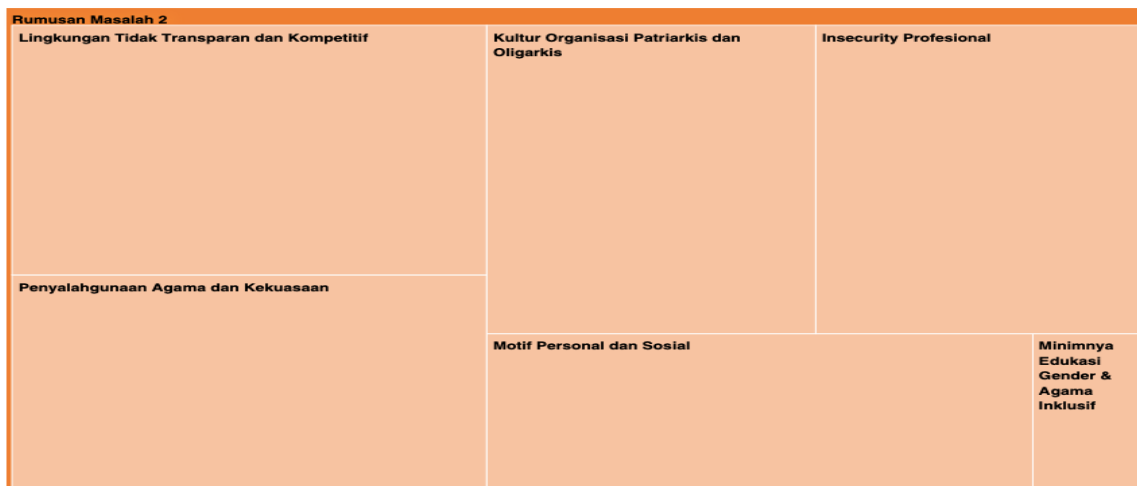 Rumusan Masalah 2
Lingkungan Tidak Transparan dan Kompetitif
Kultur Organisasi Patriarkis dan
Oligarkis
Insecurity Profesional
Penyalahgunaan Agama dan Kekuasaan
Motif Personal dan Sosial
Minimnya
Edukasi
Gender &
Agama
Inklusif